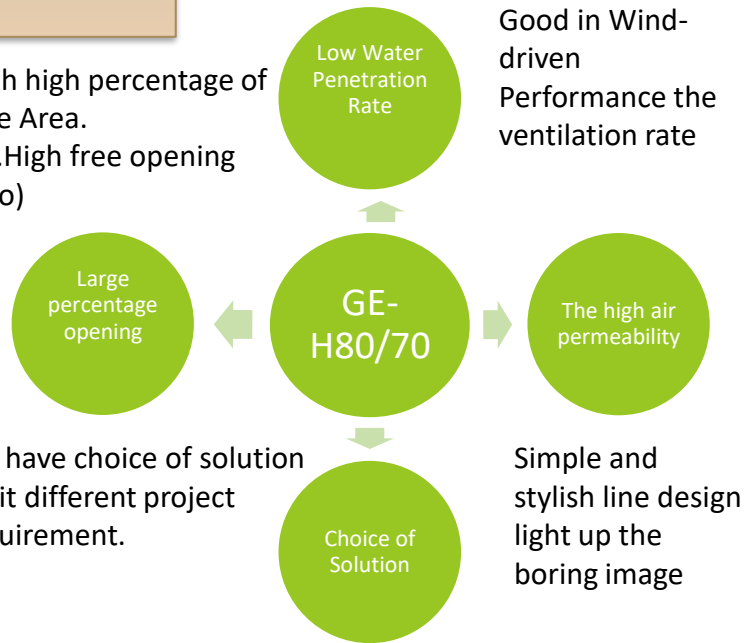 Low Water
Penetration
Rate
Good in Wind-
driven
Performance the
ventilation rate
high percentage of
Area.
.High free opening
Large
percentage
opening
GE-
H80/70
The high air
permeability
have choice of solution
different project
Choice of
Solution
Simple and
stylish line design
light up the
boring image